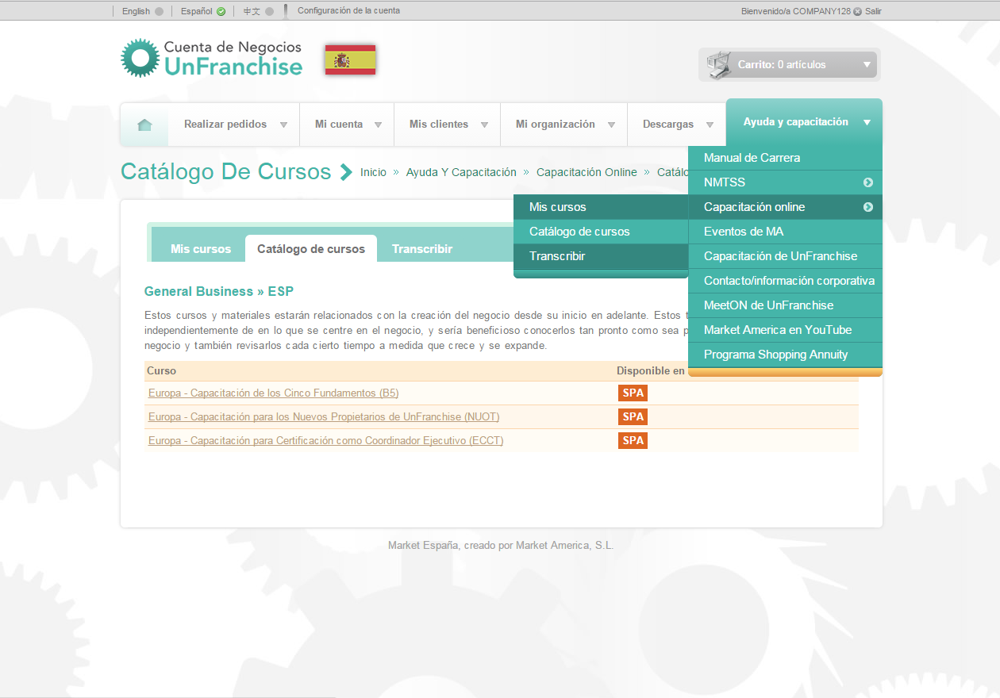 English Español 中文 Configuración de la cuenta Bienvenido/a COMPANY128 Salir
Cuenta de Negocios
UnFranchise
Carrito: 0 artículos
Realizar pedidos Mi cuenta Mis clientes Mi organización Descargas Ayuda y capacitación
Catálogo De Cursos Inicio » Ayuda Y Capacitación » Capacitación Online »
Manual de Carrera
NMTSS
Capacitación online
Eventos de MA
Capacitación de UnFranchise
Contacto/información corporativa
MeetON de UnFranchise
Market America en YouTube
Programa Shopping Annuity
Mis cursos
Catálogo de cursos
Transcribir
Mis cursos Catálogo de cursos Transcribir
General Business » ESP
Estos cursos y materiales estarán relacionados con la creación del negocio desde su inicio en adelante. Estos
independientemente de en lo que se centre en el negocio, y sería beneficioso conocerlos tan pronto como sea
negocio y también revisarlos cada cierto tiempo a medida que crece y se expande.
Curso Disponible en
Europa - Capacitación de los Cinco Fundamentos (B5) SPA
Europa - Capacitación para los Nuevos Propietarios de UnFranchise (NUOT) SPA
Europa - Capacitación para Certificación como Coordinador Ejecutivo (ECCT) SPA
Market España, creado por Market America, S.L.